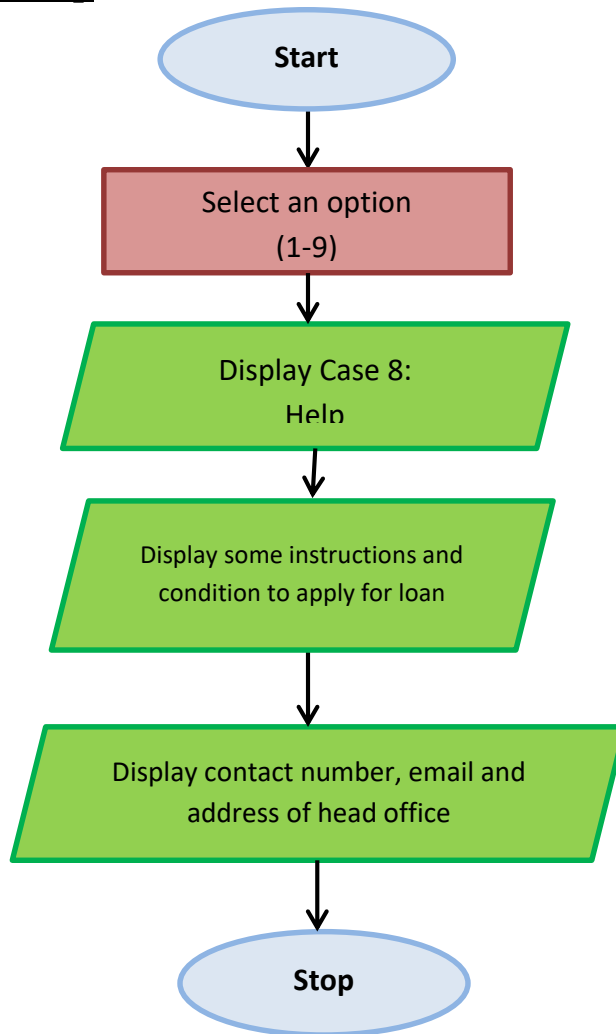 Start
Select an option
(1-9)
Display Case 8:
Help
Display some instructions and
condition to apply for loan
Display contact number, email and
address of head office
Stop